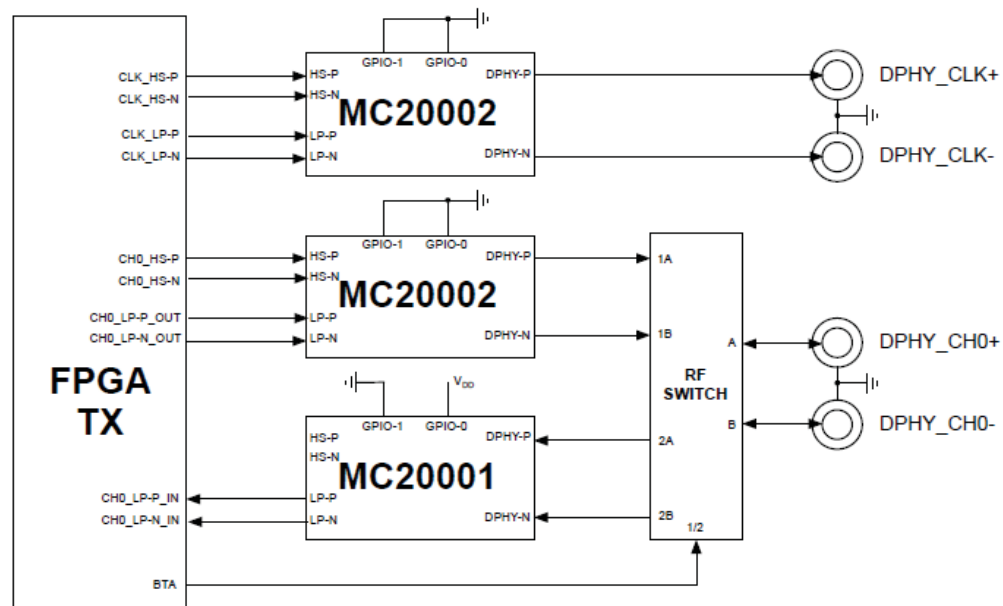 GPIO-1 GPIO-0
CLK_HS-P HS-P DPHY-P DPHY_CLK+
CLK_HS-N HS-N
MC20002
CLK_LP-P LP-P
CLK_LP-N LP-N DPHY-N DPHY_CLK-
GPIO-1 GPIO-0
CH0_HS-P HS-P DPHY-P 1A
CH0_HS-N HS-N
MC20002
CH0_LP-P_OUT LP-P
CH0_LP-N_OUT LP-N DPHY-N 1B
A DPHY_CH0+
FPGA
TX
RF
SWITCH
VDD
GPIO-1 GPIO-0
B DPHY_CH0-
HS-P DPHY-P 2A
HS-N
MC20001
CH0_LP-P_IN LP-P
CH0_LP-N_IN LP-N DPHY-N 2B
1/2
BTA